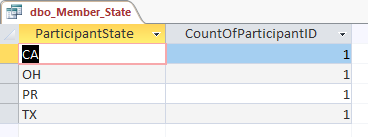 dbo_Member_State
ParticipantState CountOfParticipantID
CA 1
OH 1
PR 1
TX 1